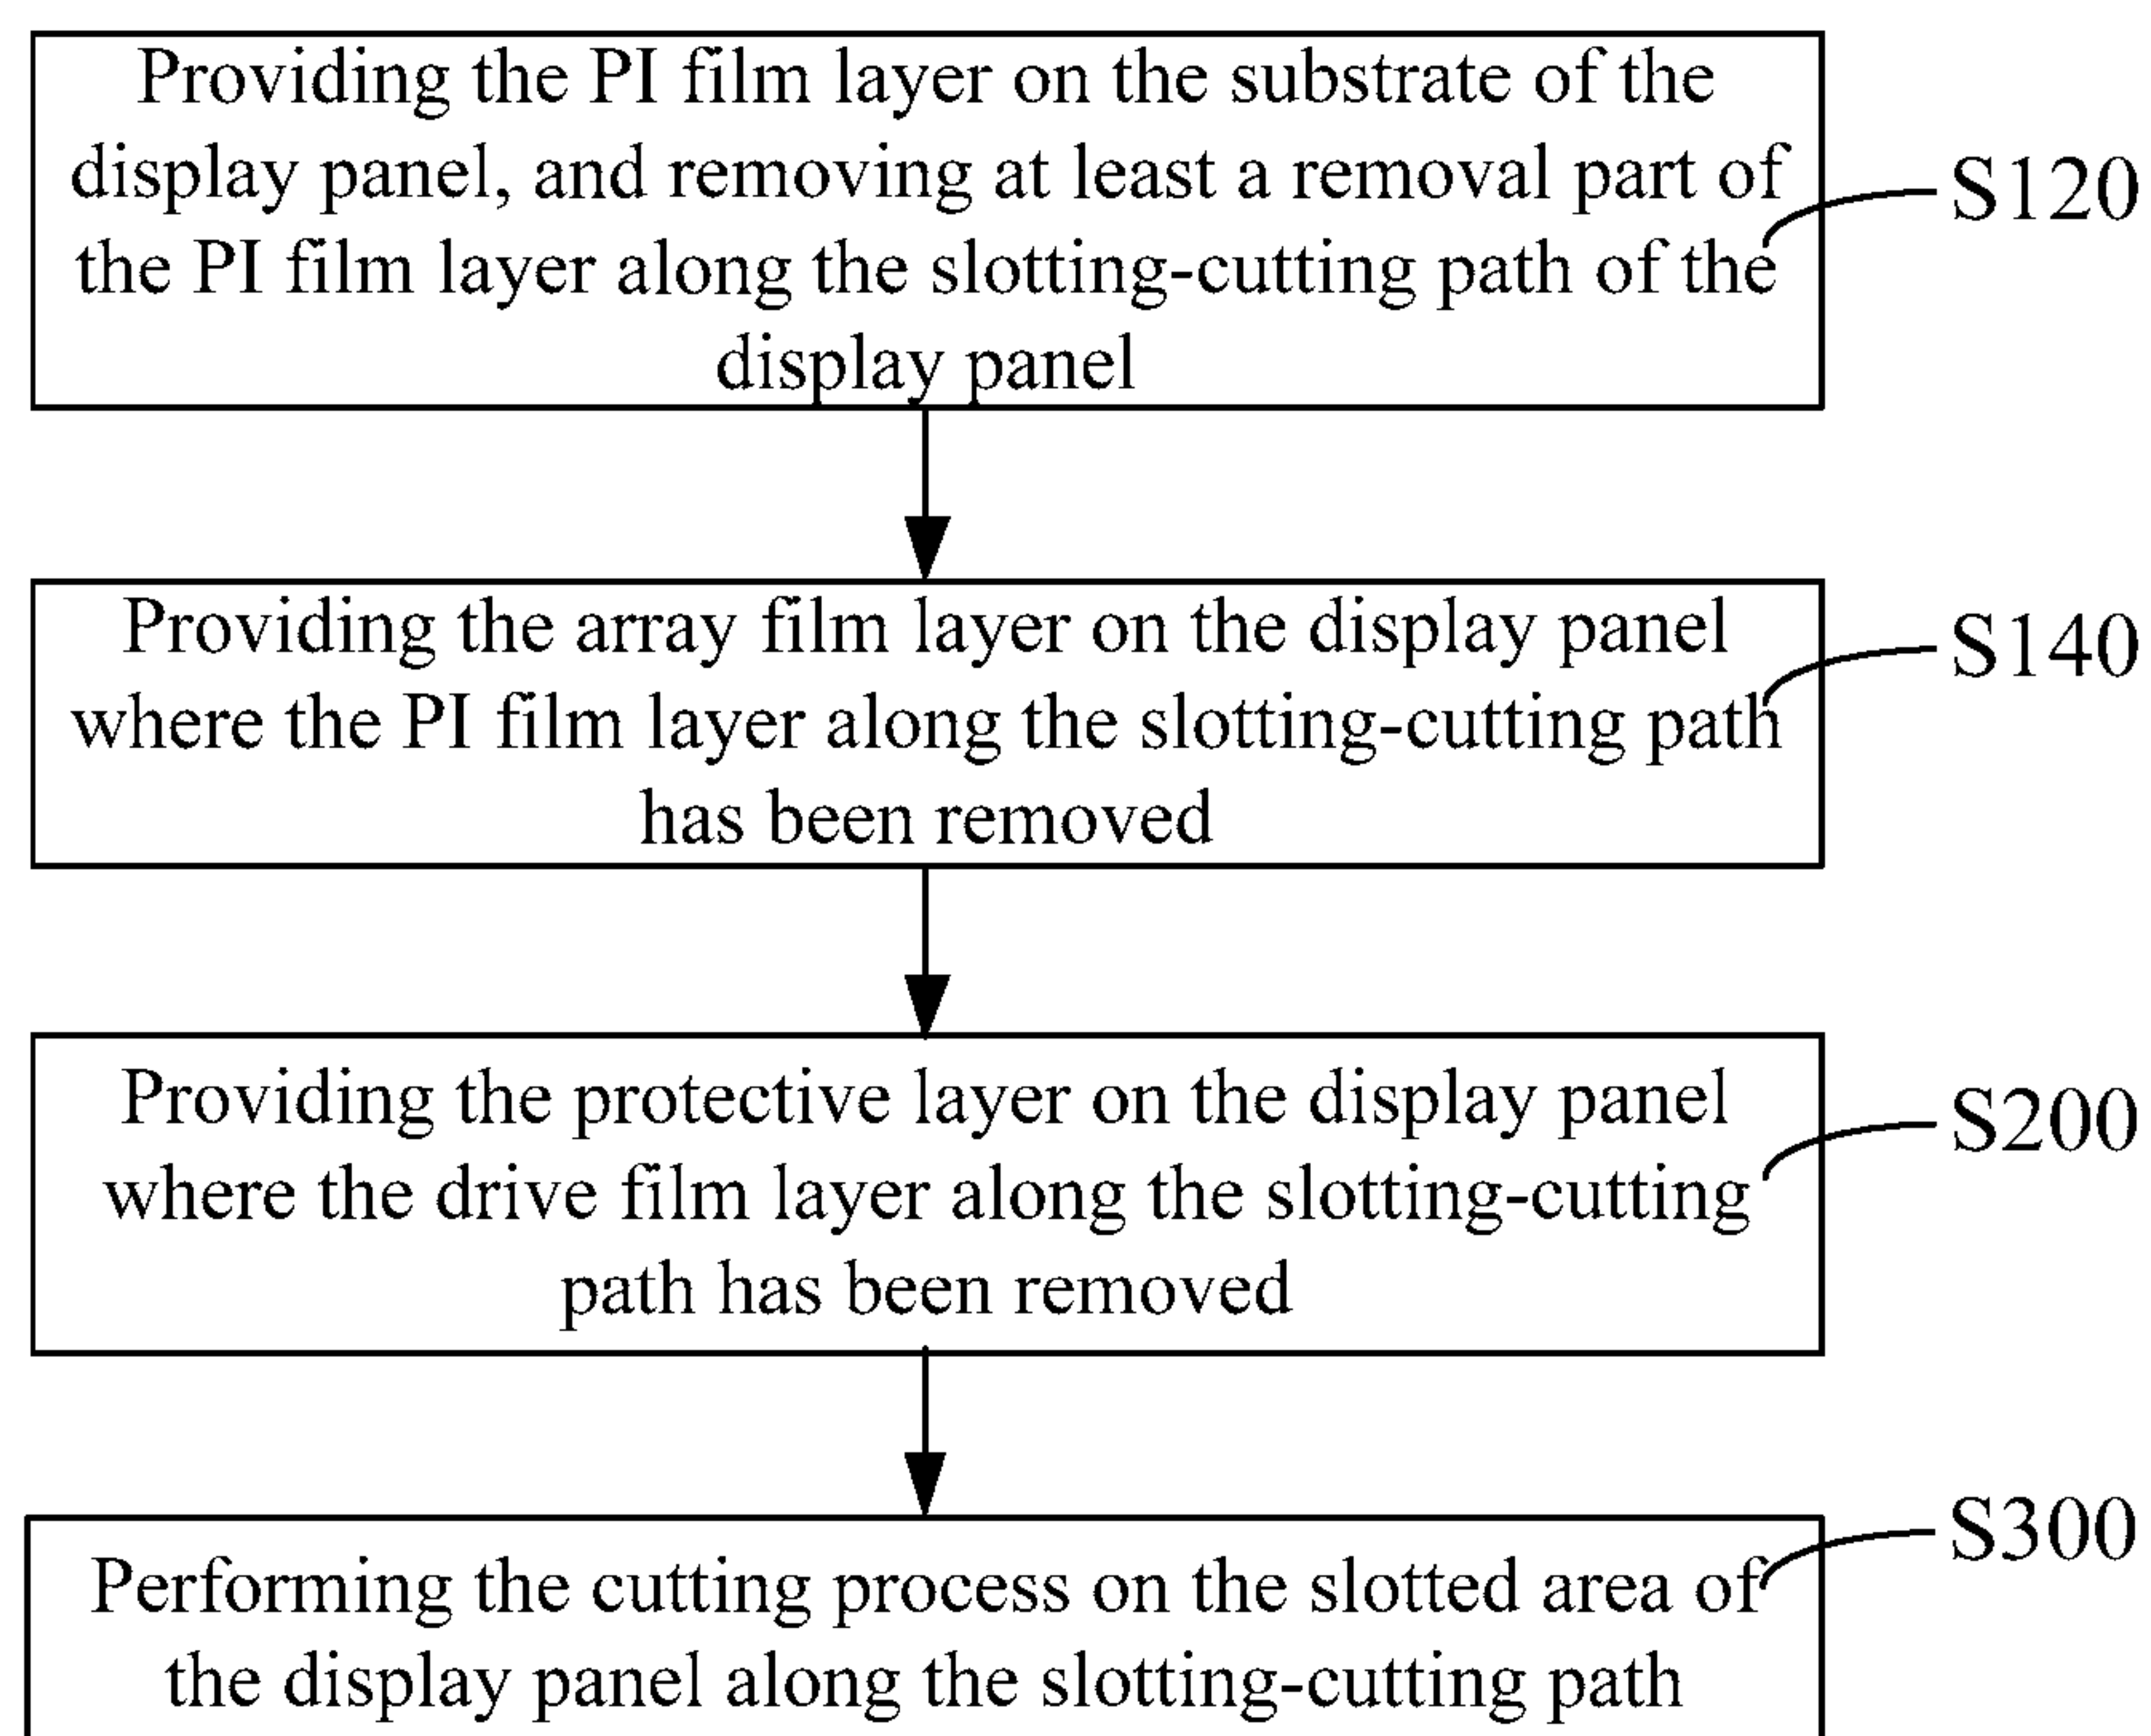 Providing the PI film layer on the substrate of the
display panel, and removing at least a removal part of
the PI film layer along the slotting-cutting path of the
display panel
S120
Providing the array film layer on the display panel
where the PI film layer along the slotting-cutting path
has been removed
S140
Providing the protective layer on the display panel
where the drive film layer along the slotting-cutting
path has been removed
S200
Performing the cutting process on the slotted area of
the display panel along the slotting-cutting path
S300